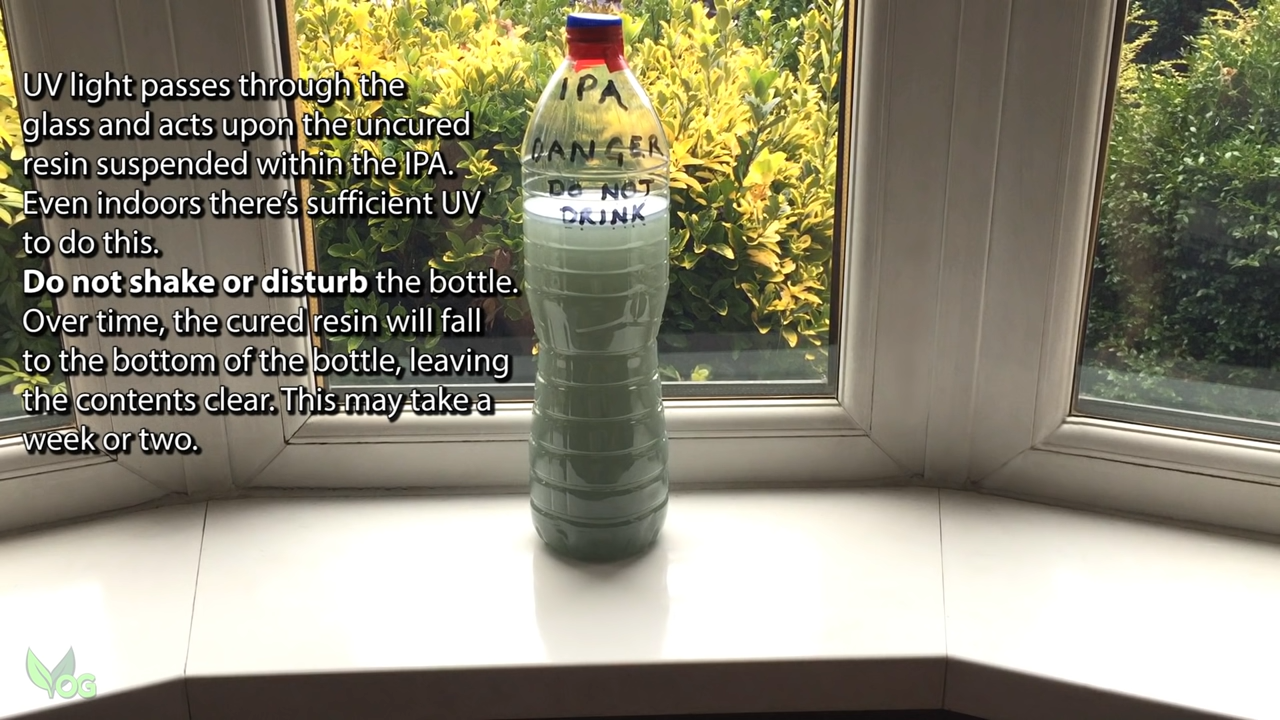 UV light passes through the
glass and acts upon the uncured
resin suspended within the IPA.
Even indoors there's sufficient UV
to do this.
Do not shake or disturb the bottle.
Over time, the cured resin will fall
to the bottom of the bottle, leaving
the contents clear. This may take a
week or two.
IPA
DANGER
DO NOT
DRINK
YOG